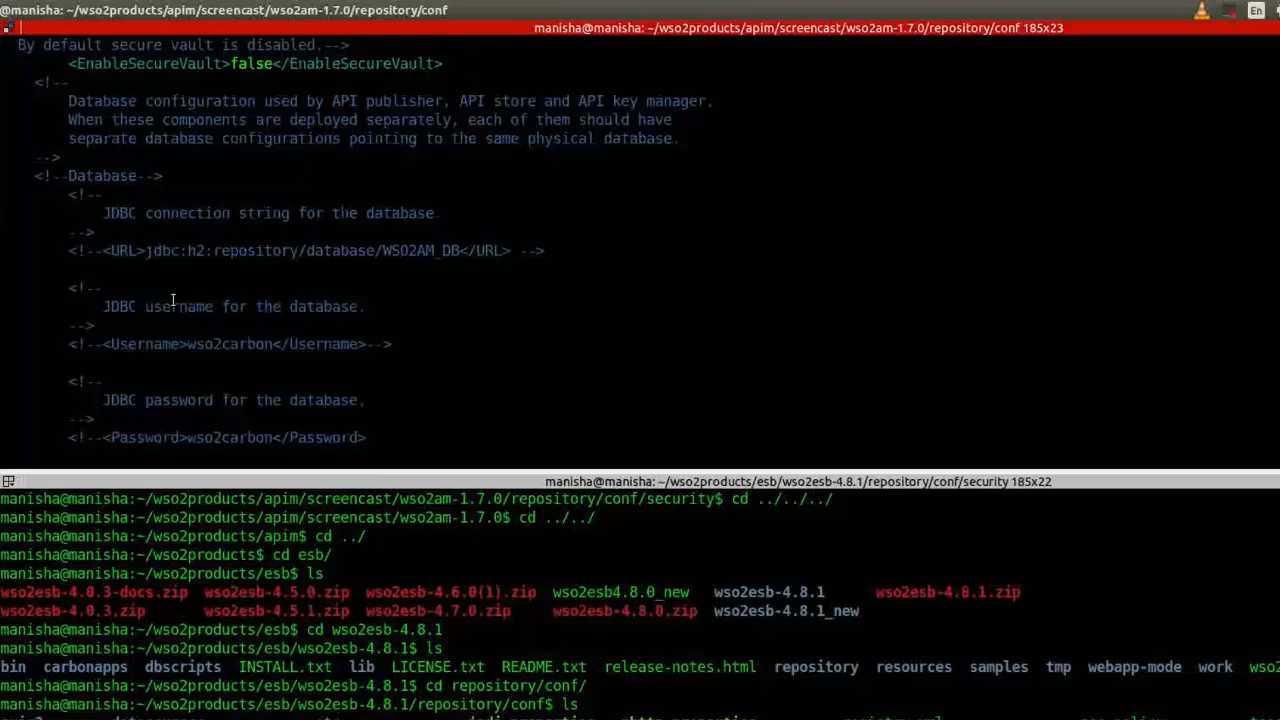 @manisha: ~/wso2products/apim/screencast/wso2am-1.7.0/repository/conf
En
manisha@manisha: ~/wso2products/apim/screencast/wso2am-1.7.0/repository/conf 185x23
By default secure vault is disabled.-->
<EnableSecureVault>false</EnableSecureVault>
<!--
Database configuration used by API publisher, API store and API key manager.
When these components are deployed separately, each of them should have
separate database configurations pointing to the same physical database.
-->
<!--Database-->
<!--
JDBC connection string for the database.
-->
<!--<URL>jdbc:h2:repository/database/WSO2AM_DB</URL> -->
<!--
JDBC username for the database.
-->
<!--<Username>wso2carbon</Username>-->
<!--
JDBC password for the database.
-->
<!--<Password>wso2carbon</Password>
manisha@manisha: ~/wso2products/esb/wso2esb-4.8.1/repository/conf/security 185x22
manisha@manisha:~/wso2products/apim/screencast/wso2am-1.7.0/repository/conf/security$ cd ../../../
manisha@manisha:~/wso2products/apim/screencast/wso2am-1.7.0$ cd ../../
manisha@manisha:~/wso2products/apim$ cd ../
manisha@manisha:~/wso2products$ cd esb/
manisha@manisha:~/wso2products/esb$ ls
wso2esb-4.0.3-docs.zip wso2esb-4.5.0.zip wso2esb-4.6.0(1).zip wso2esb4.8.0_new wso2esb-4.8.1 wso2esb-4.8.1.zip
wso2esb-4.0.3.zip wso2esb-4.5.1.zip wso2esb-4.7.0.zip wso2esb-4.8.0.zip wso2esb-4.8.1_new
manisha@manisha:~/wso2products/esb$ cd wso2esb-4.8.1
manisha@manisha:~/wso2products/esb/wso2esb-4.8.1$ ls
bin carbonapps dbscripts INSTALL.txt lib LICENSE.txt README.txt release-notes.html repository resources samples tmp webapp-mode work wso2
manisha@manisha:~/wso2products/esb/wso2esb-4.8.1$ cd repository/conf/
manisha@manisha:~/wso2products/esb/wso2esb-4.8.1/repository/conf$ ls